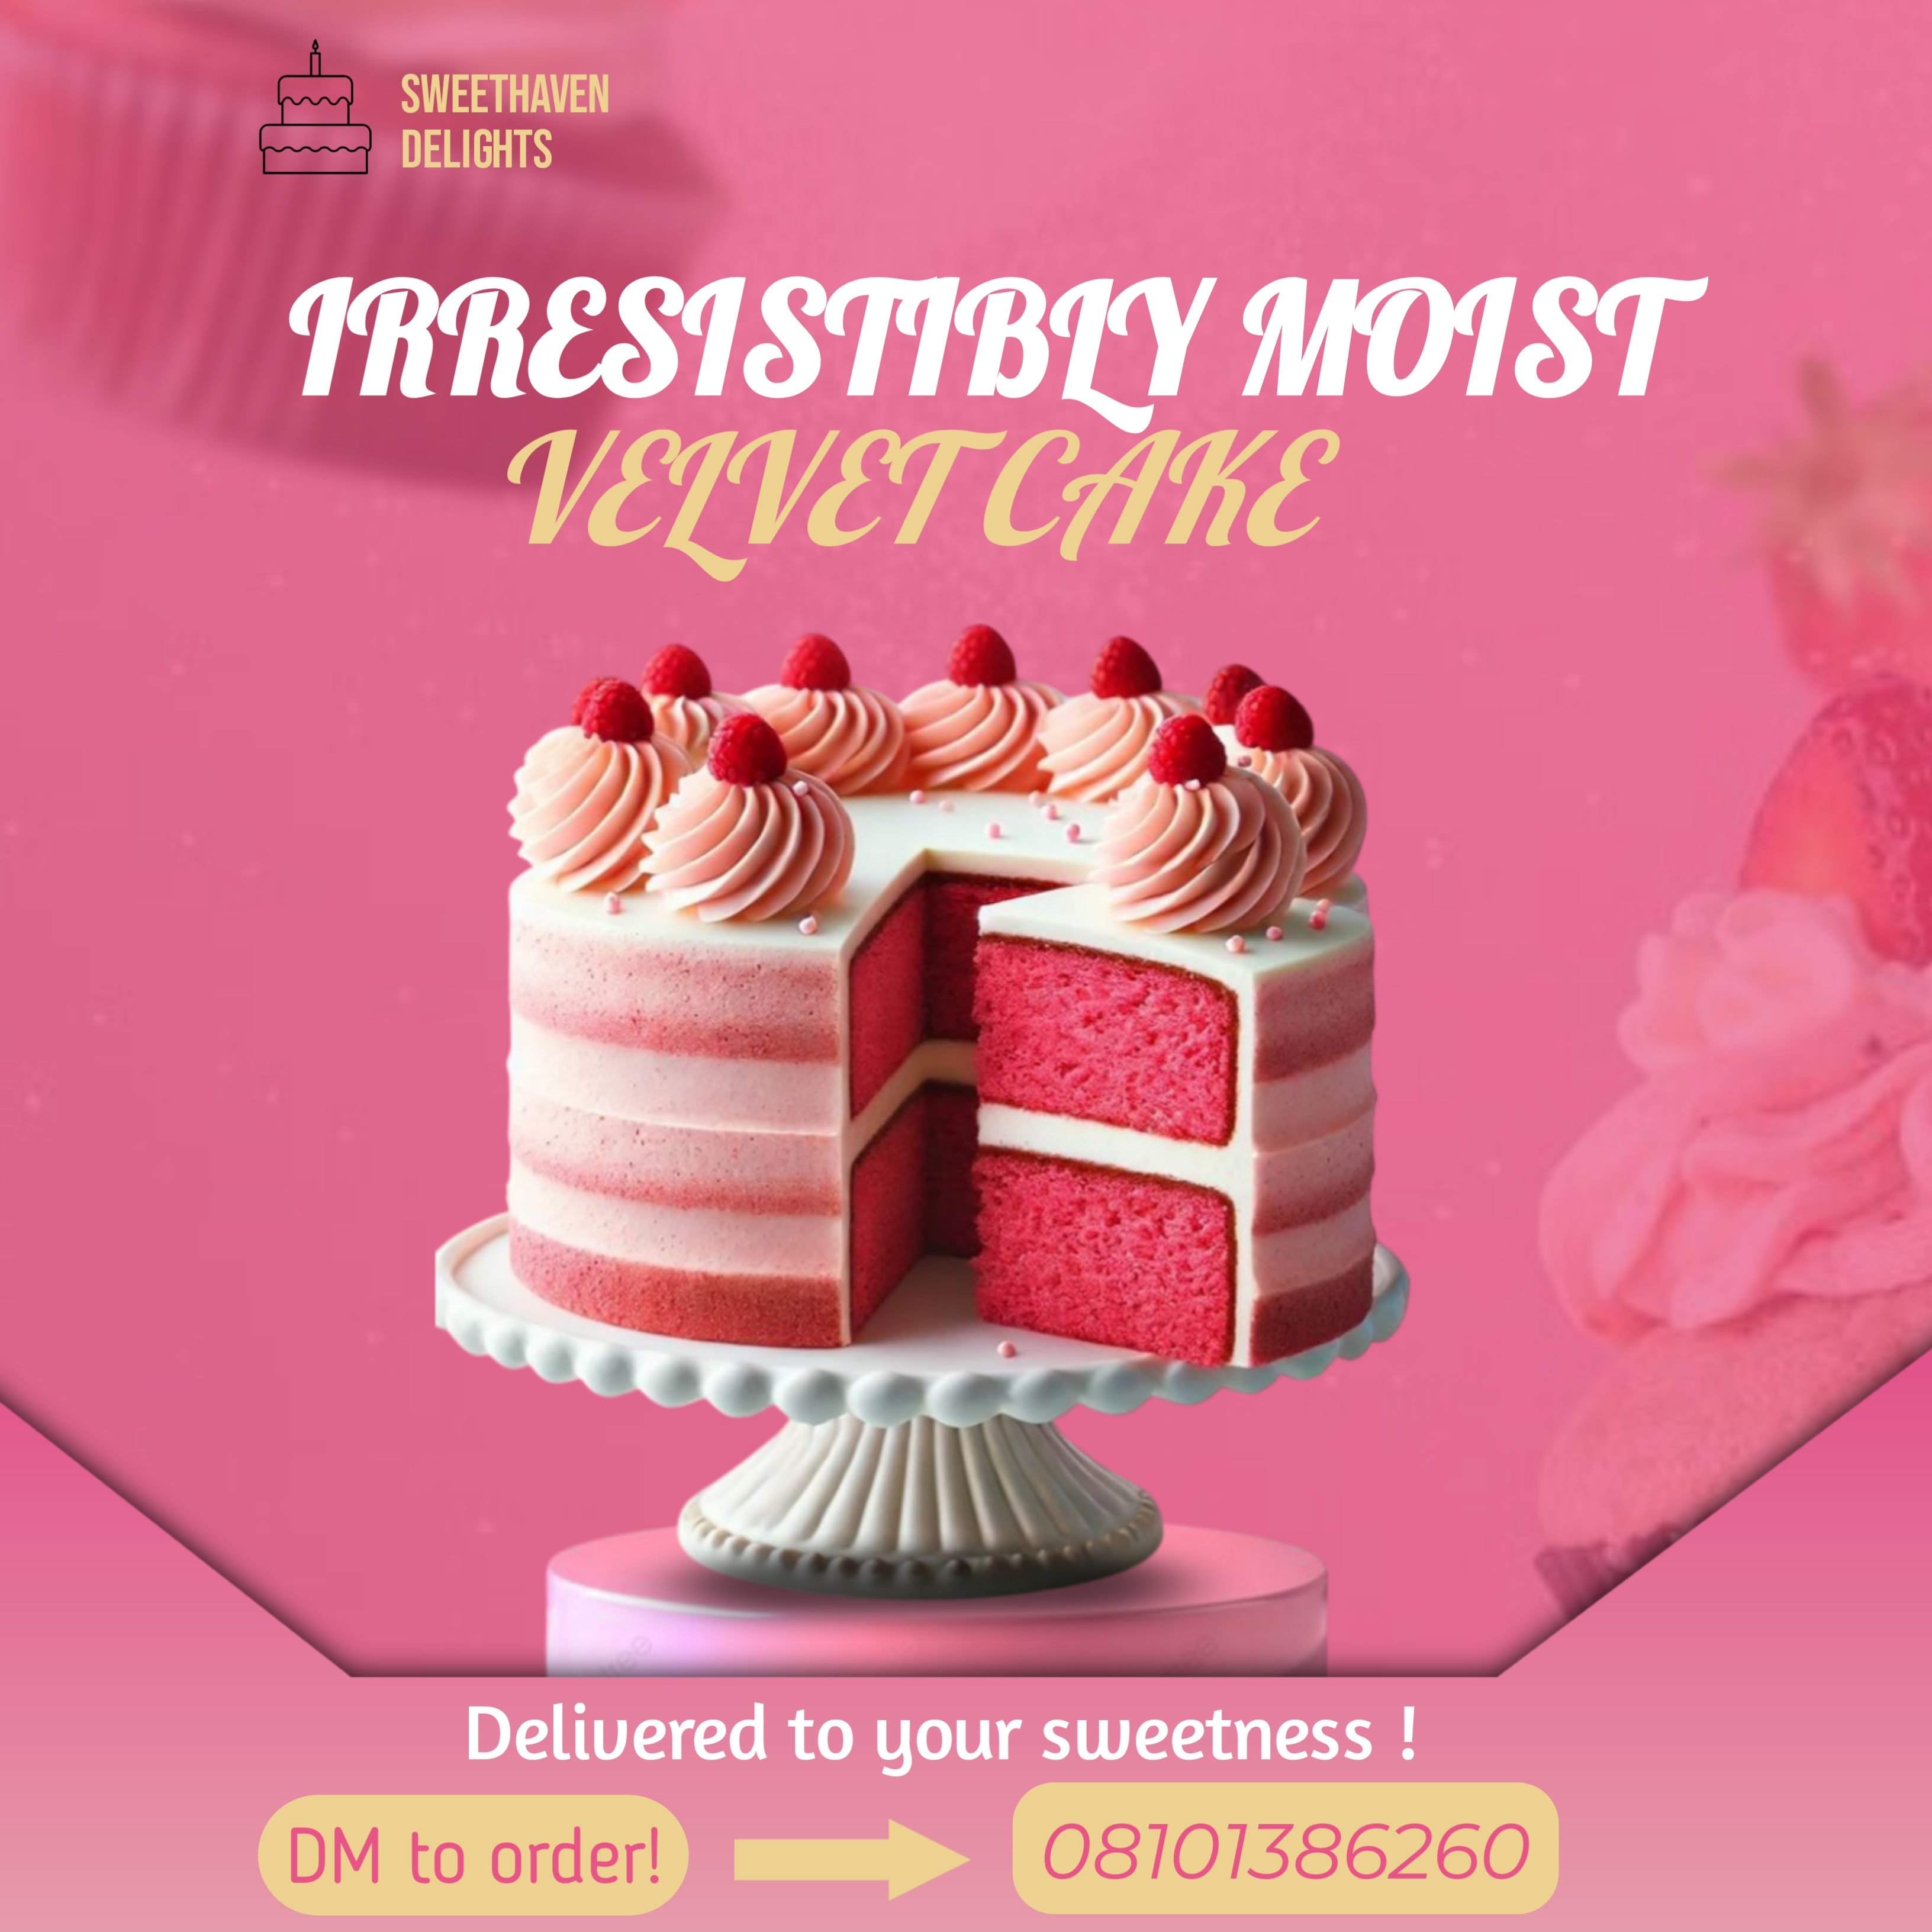 SWEETHAVEN
DELIGHTS
IRRESISTIBLY MOIST
VELVET CAKE
Delivered to your sweetness !
DM to order!
08101386260